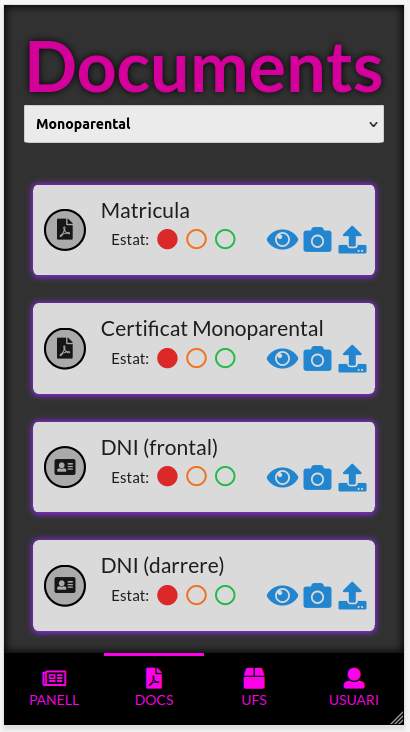 Documents
Monoparental
Matricula
Estat:
Certificat Monoparental
Estat:
DNI (frontal)
Estat:
DNI (darrere)
Estat:
PANELL DOCS UFS USUARI